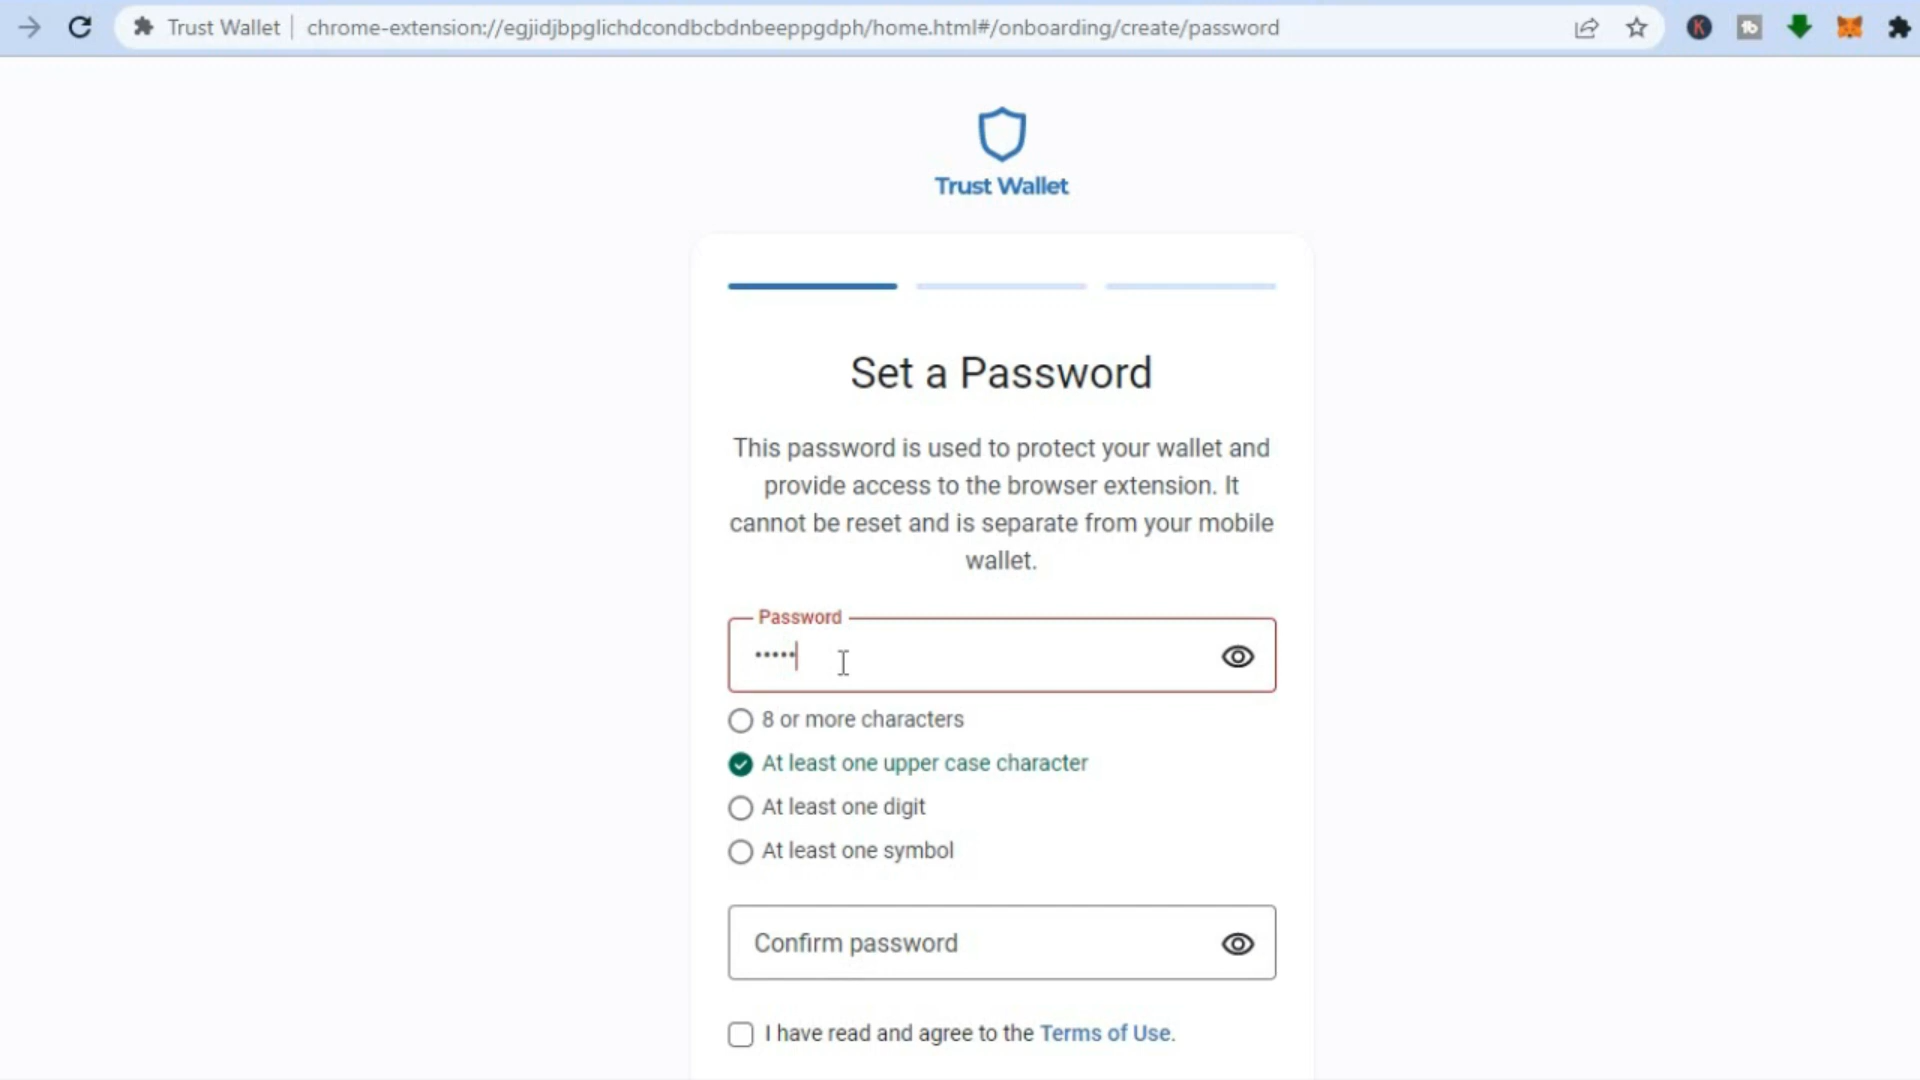 Trust Wallet
chrome-extension://egjidjbpglichdcondbcbdnbeeppgdph/home.html#/onboarding/create/password
K
Trust Wallet
Set a Password
This password is used to protect your wallet and
provide access to the browser extension. It
cannot be reset and is separate from your mobile
wallet.
Password
•••••
8 or more characters
At least one upper case character
At least one digit
At least one symbol
Confirm password
I have read and agree to the Terms of Use.